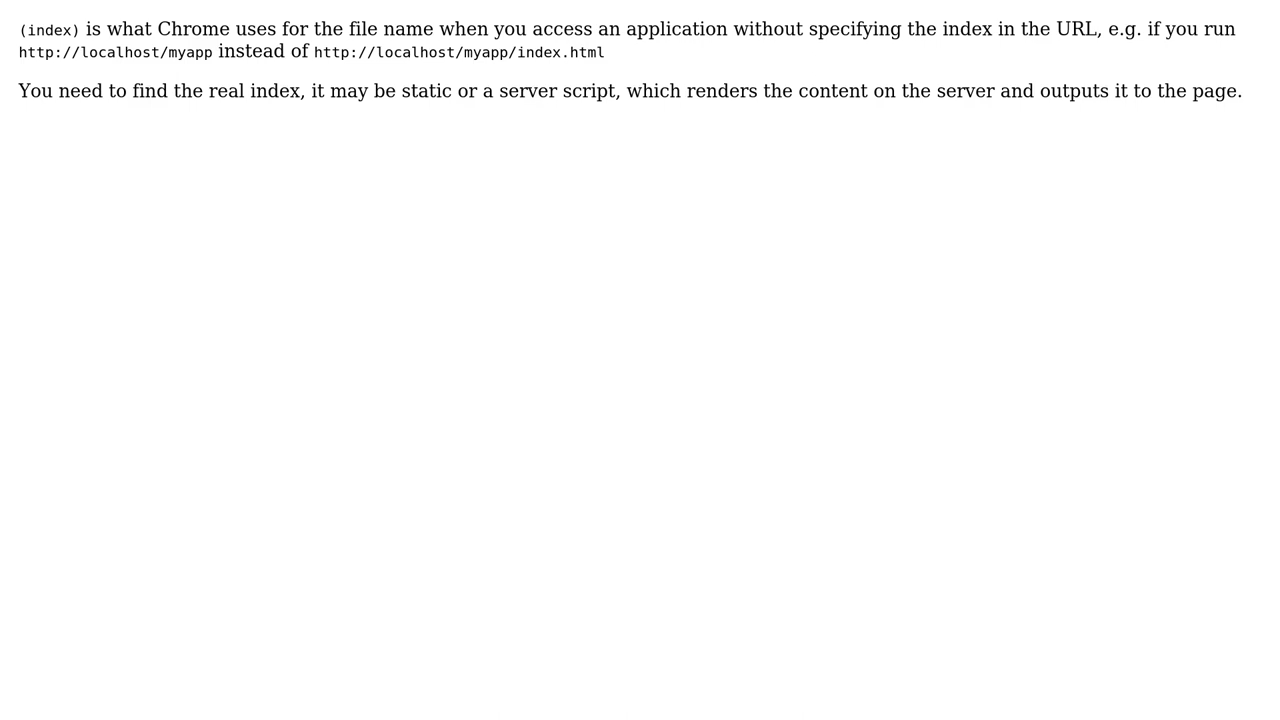 (index) is what Chrome uses for the file name when you access an application without specifying the index in the URL, e.g. if you run
http://localhost/myapp instead of http://localhost/myapp/index.html
You need to find the real index, it may be static or a server script, which renders the content on the server and outputs it to the page.